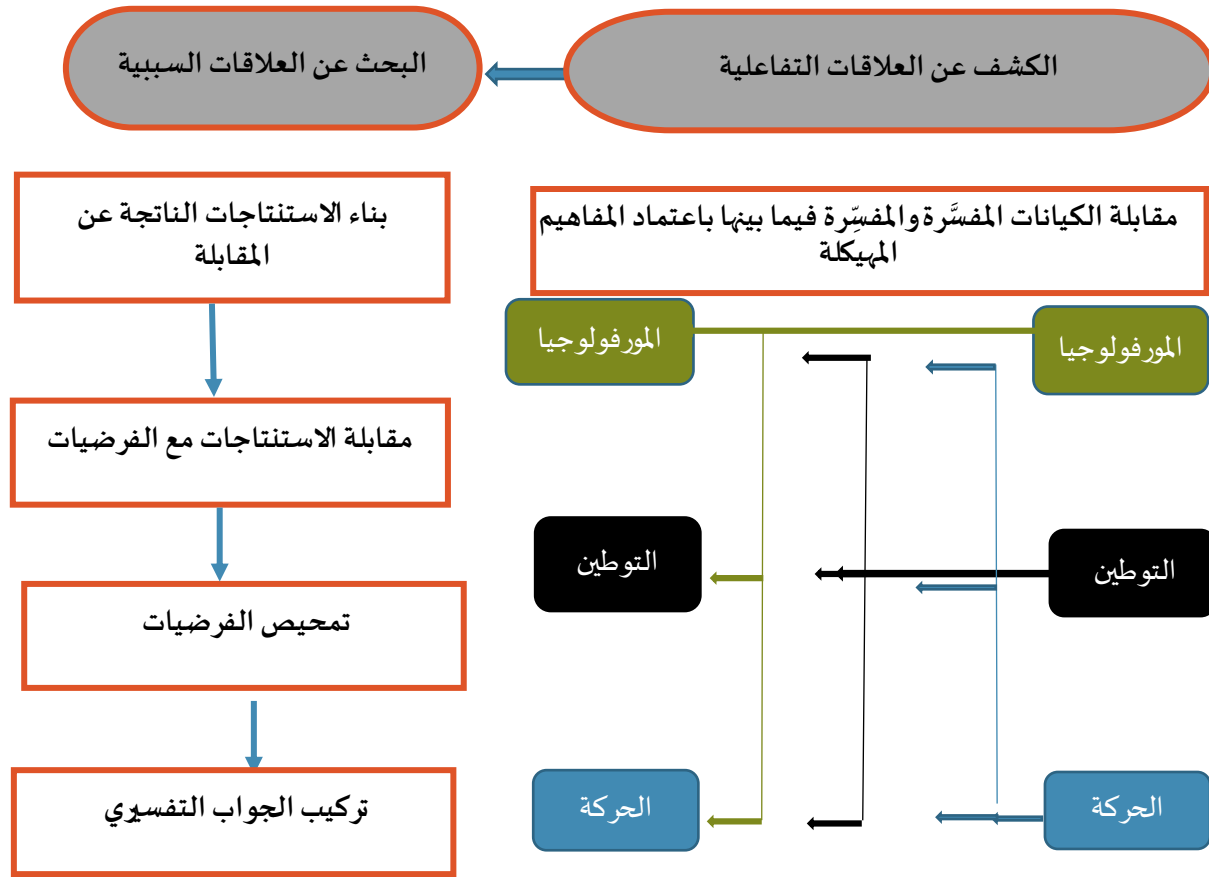 الكشف عن العلاقات التفاعلية
البحث عن العلاقات السببية
مقابلة الكيانات المفسَّرة والمفسِّرة فيما بينها باعتماد المفاهيم
المهيكلة
المورفولوجيا
المورفولوجيا
التوطين
التوطين
الحركة
الحركة
بناء الاستنتاجات الناتجة عن
المقابلة
مقابلة الاستنتاجات مع الفرضيات
تمحيص الفرضيات
تركيب الجواب التفسيري